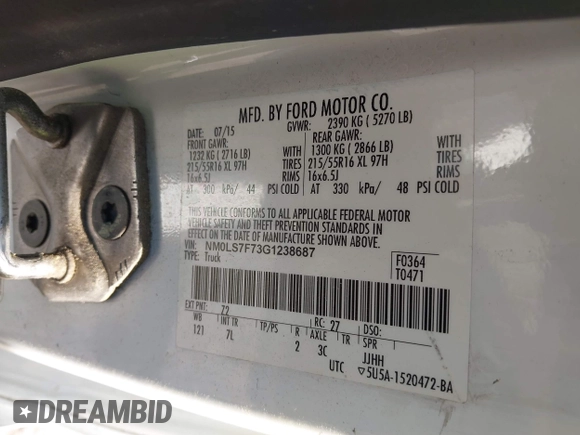 MFD. BY FORD MOTOR CO.
DATE: 07/15 GVWR: 2390 KG ( 5270 LB)
FRONT GAWR: REAR GAWR:
1232 KG ( 2716 LB) WITH 1300 KG ( 2866 LB) WITH
215/55R16 XL 97H TIRES 215/55R16 XL 97H TIRES
16x6.5J RIMS 16x6.5J RIMS
AT 300 kPa/ 44 PSI COLD AT 330 kPa/ 48 PSI COLD
THIS VEHICLE CONFORMS TO ALL APPLICABLE FEDERAL MOTOR
VEHICLE SAFETY AND THEFT PREVENTION STANDARDS IN
EFFECT ON THE DATE OF MANUFACTURE SHOWN ABOVE.
VIN: NM0LS7F73G1238687 F0364
TYPE: Truck T0471
EXT PNT: 72 RC: 27 DSO:
WB INT TR TP/PS R AXLE TR SPR
121 7L 2 3C JJHH
UTC ▽5U5A-1520472-BA
DREAMBID